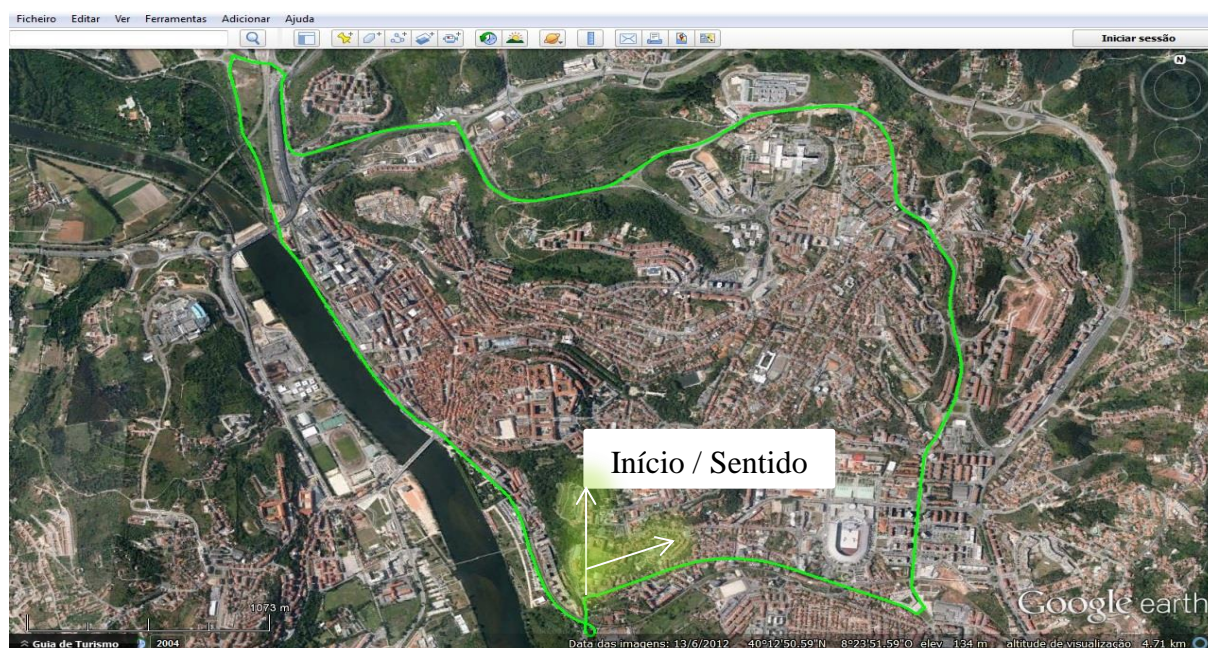 Ficheiro Editar Ver Ferramentas Adicionar Ajuda
Iniciar sessão
N
Início / Sentido
Google earth
1073 m
Guia de Turismo 2004 Data das imagens: 13/6/2012 40°12'50.59"N 8°23'51.59"O elev 134 m altitude de visualização 4.71 km